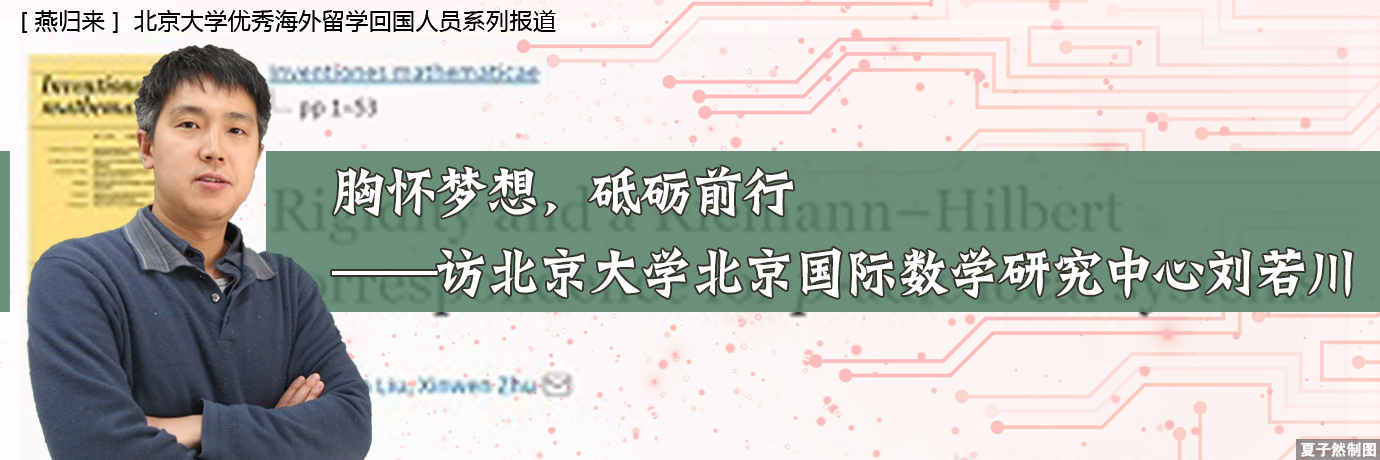 [ 燕归来 ] 北京大学优秀海外留学回国人员系列报道
Inventiones mathematicae
pp 1-53
胸怀梦想，砥砺前行
Rigidity and a Riemann–Hilbert
——访北京大学北京国际数学研究中心刘若川
Liu, Xinwen Zhu
夏子然制图